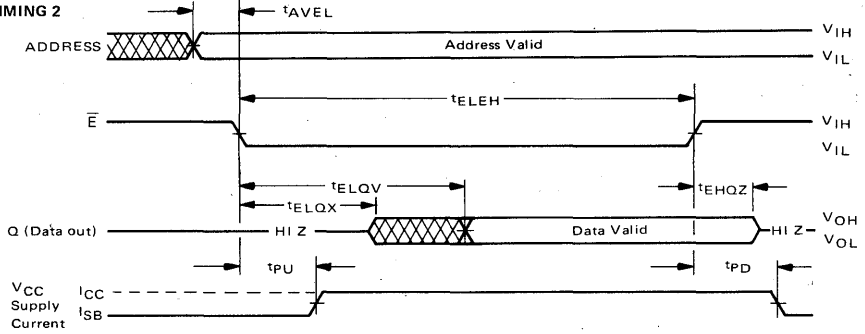 MING 2
tAVEL
ADDRESS
Address Valid
VIH
VIL
tELEH
E
VIH
VIL
tELQV
tEHQZ
tELQX
Q (Data out)
HI Z
Data Valid
HI Z
VOH
VOL
tPU
tPD
VCC ICC
Supply
Current ISB